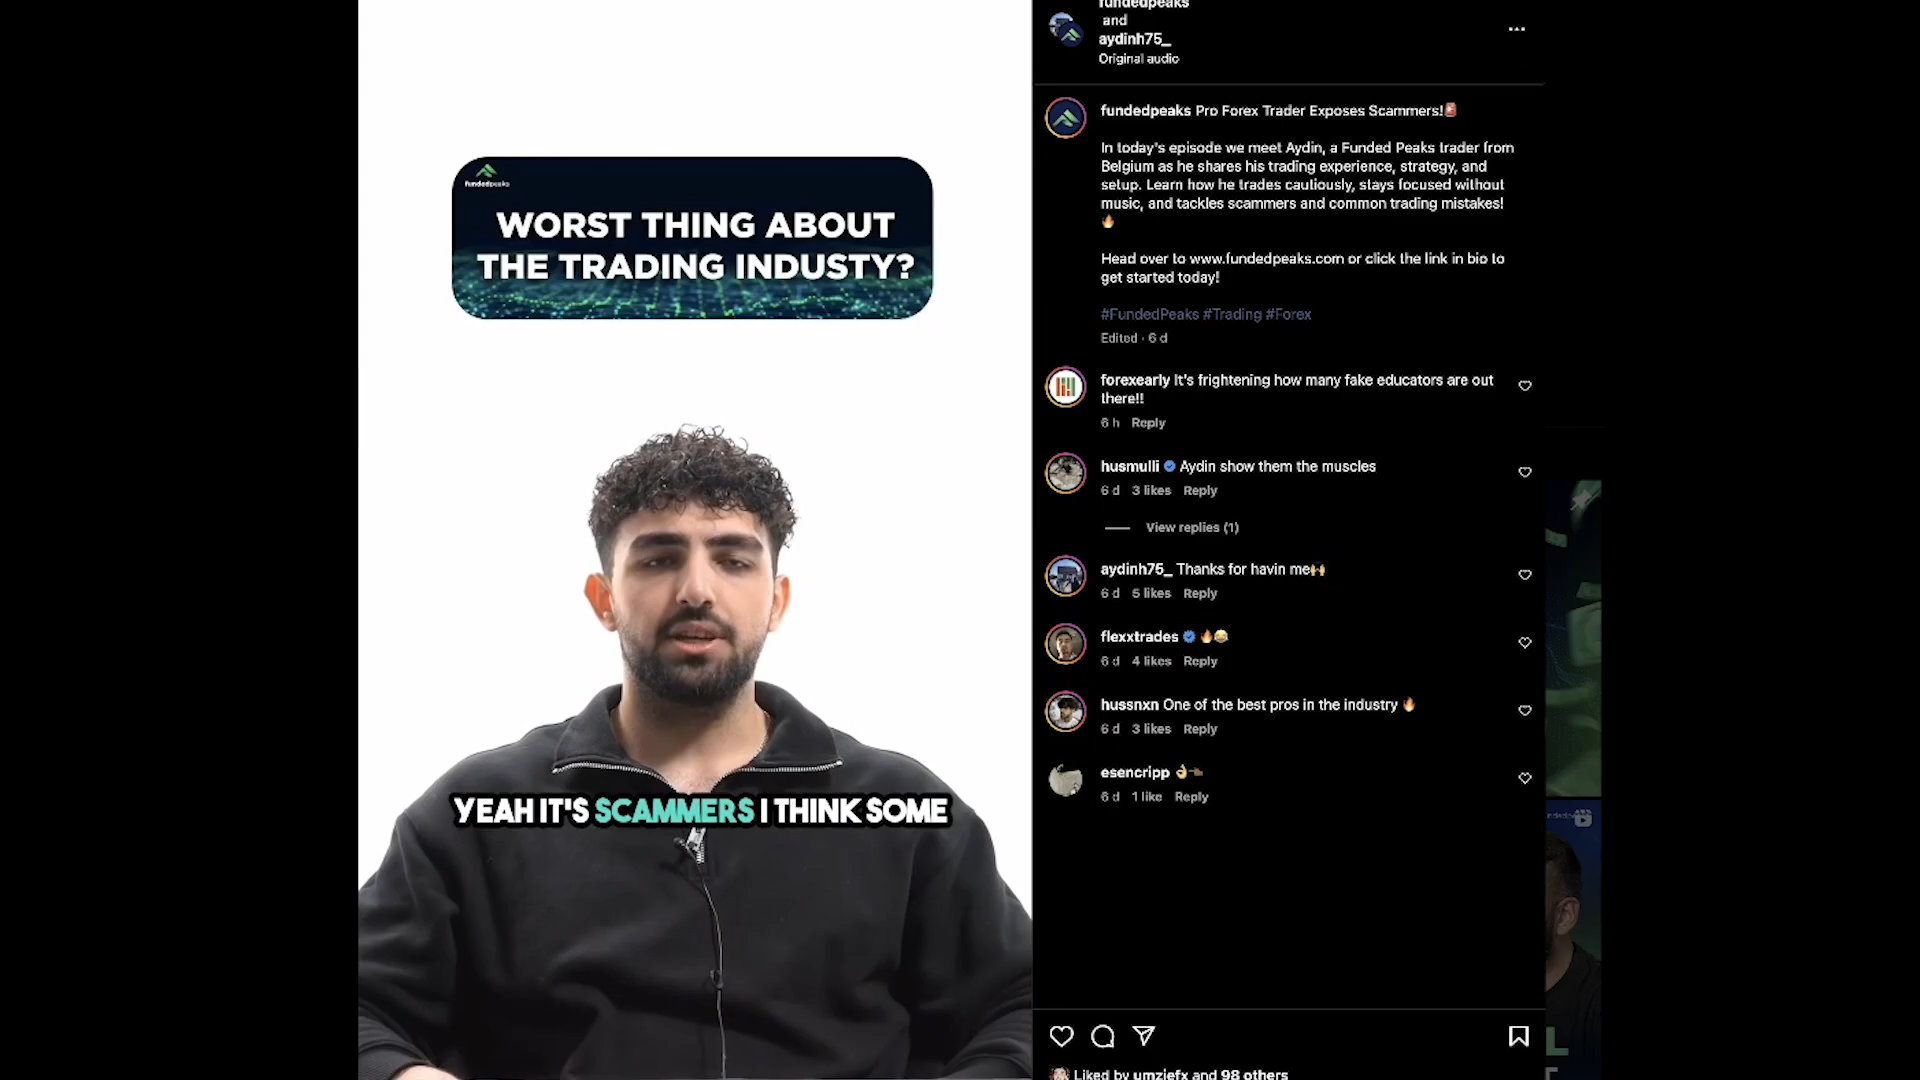 fundedpeaks
WORST THING ABOUT
THE TRADING INDUSTY?
YEAH IT'S SCAMMERS I THINK SOME
fundedpeaks
and
aydinh75_
Original audio
fundedpeaks Pro Forex Trader Exposes Scammers!🚨
In today's episode we meet Aydin, a Funded Peaks trader from
Belgium as he shares his trading experience, strategy, and
setup. Learn how he trades cautiously, stays focused without
music, and tackles scammers and common trading mistakes!
🔥
Head over to www.fundedpeaks.com or click the link in bio to
get started today!
#FundedPeaks #Trading #Forex
Edited · 6 d
forexearly It's frightening how many fake educators are out
there!!
6 h Reply
husmulli Aydin show them the muscles
6 d 3 likes Reply
View replies (1)
aydinh75_ Thanks for havin me🙌
6 d 5 likes Reply
flexxtrades 🔥😂
6 d 4 likes Reply
hussnxn One of the best pros in the industry 🔥
6 d 3 likes Reply
esencripp 👌🏽
6 d 1 like Reply
Liked by umziefx and 98 others